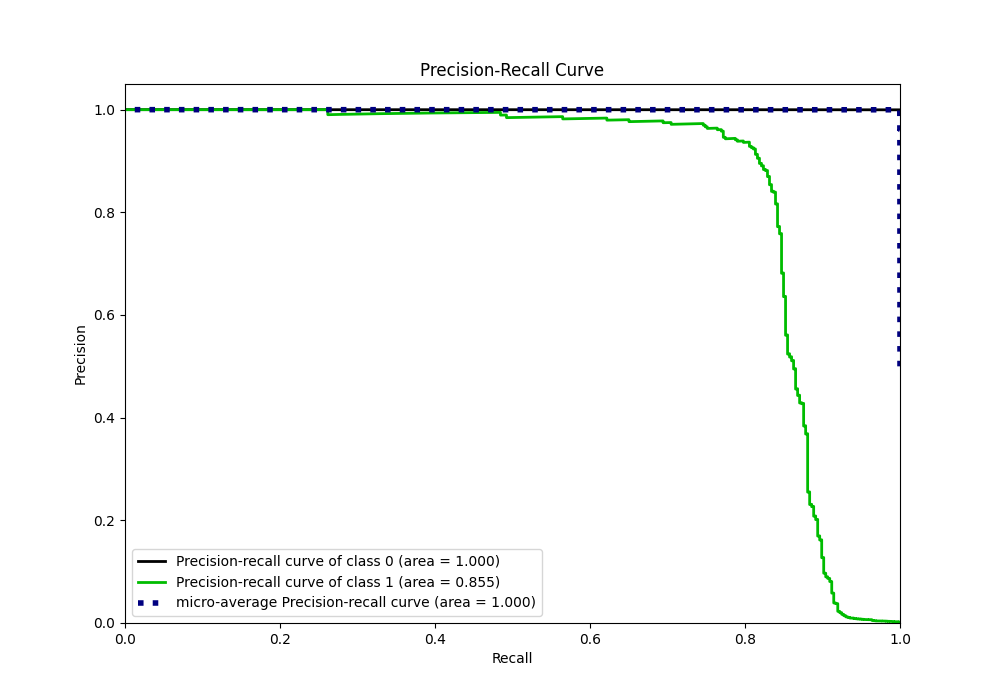 Precision-Recall Curve
1.0
0.8
0.6
0.4
0.2
0.0
Precision
Precision-recall curve of class 0 (area = 1.000)
Precision-recall curve of class 1 (area = 0.855)
micro-average Precision-recall curve (area = 1.000)
0.0 0.2 0.4 0.6 0.8 1.0
Recall